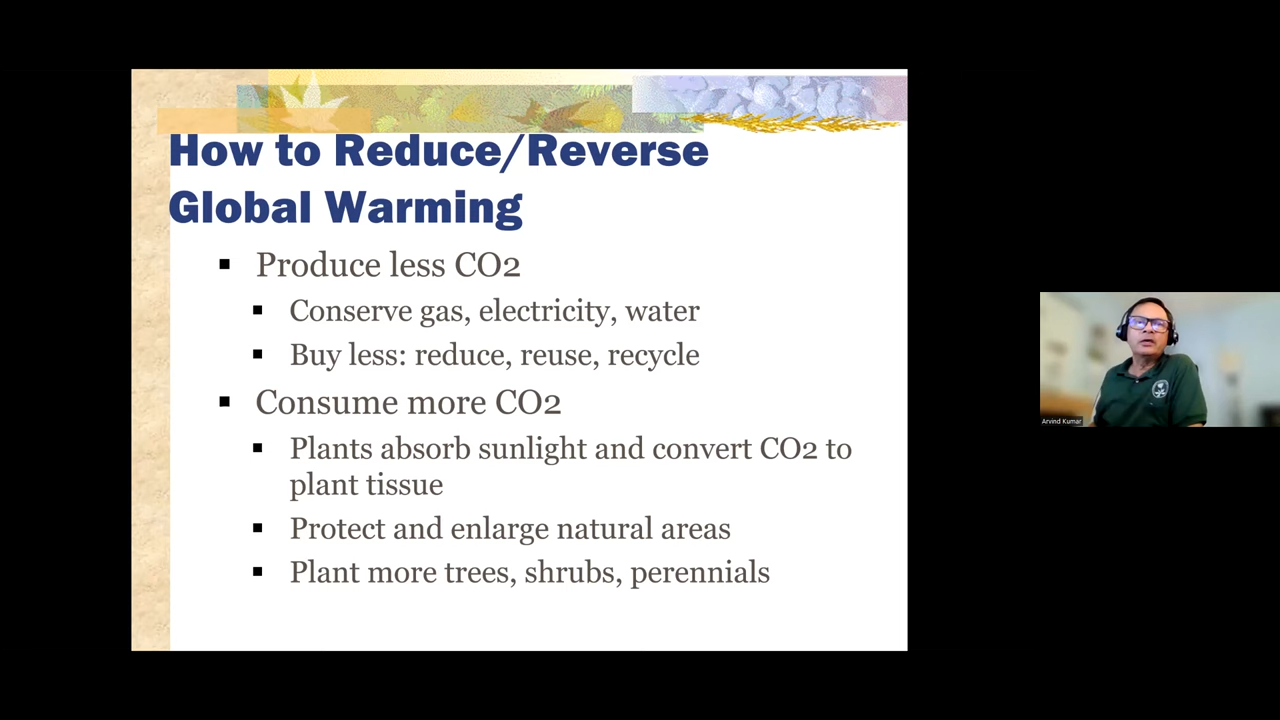 How to Reduce/Reverse
Global Warming
▪ Produce less CO2
▪ Conserve gas, electricity, water
▪ Buy less: reduce, reuse, recycle
▪ Consume more CO2
▪ Plants absorb sunlight and convert CO2 to
plant tissue
▪ Protect and enlarge natural areas
▪ Plant more trees, shrubs, perennials
Arvind Kumar